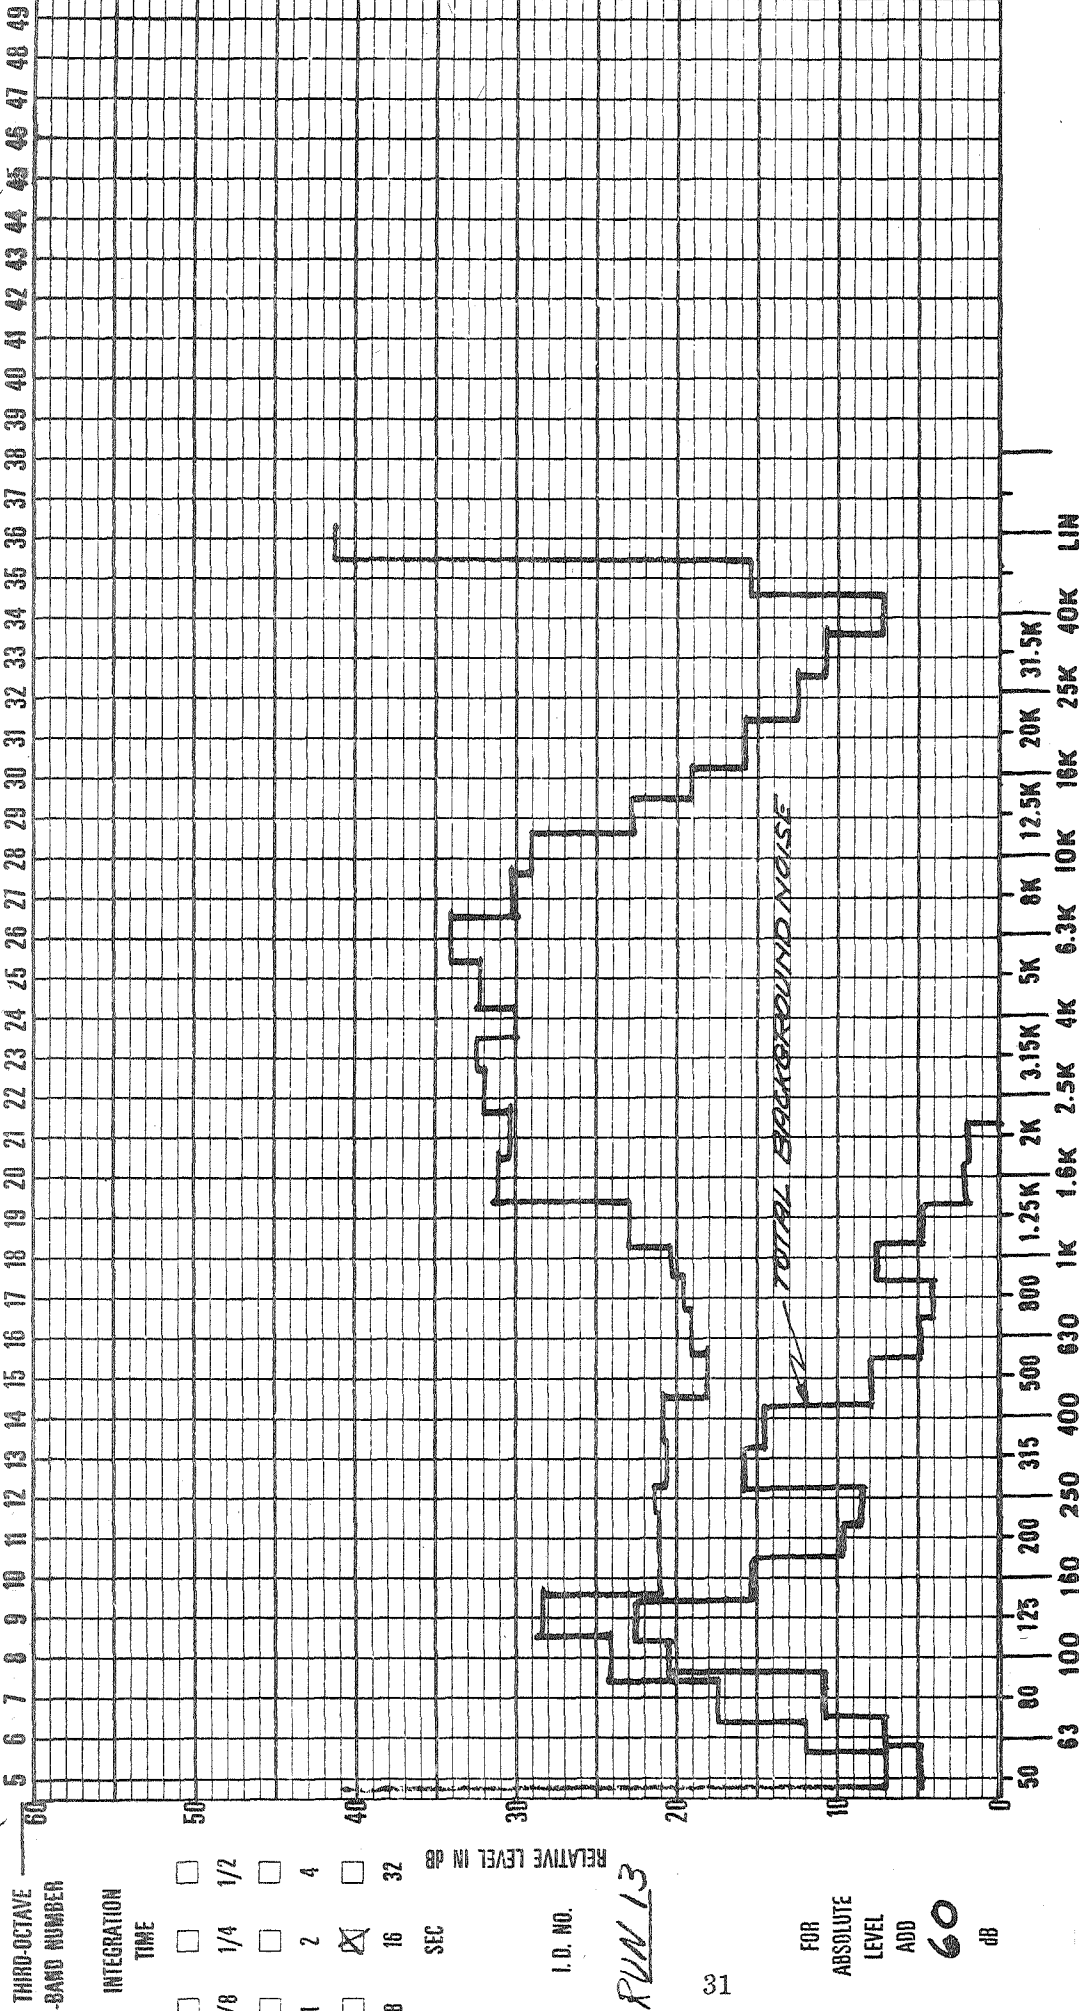 THIRD-OCTAVE
-BAND NUMBER
5 6 7 8 9 10 11 12 13 14 15 16 17 18 19 20 21 22 23 24 25 26 27 28 29 30 31 32 33 34 35 36 37 38 39 40 41 42 43 44 45 46 47 48 49
INTEGRATION
TIME
/8 1/4 1/2
1 2 4
8 16 32
SEC
RELATIVE LEVEL IN dB
60
50
40
30
20
10
0
I.D. NO.
RUN 13
FOR
ABSOLUTE
LEVEL
ADD
60
dB
TOTAL BACKGROUND NOISE
50 80 125 200 315 500 800 1.25K 2K 3.15K 5K 8K 12.5K 20K 31.5K
63 100 160 250 400 630 1K 1.6K 2.5K 4K 6.3K 10K 16K 25K 40K LIN
31